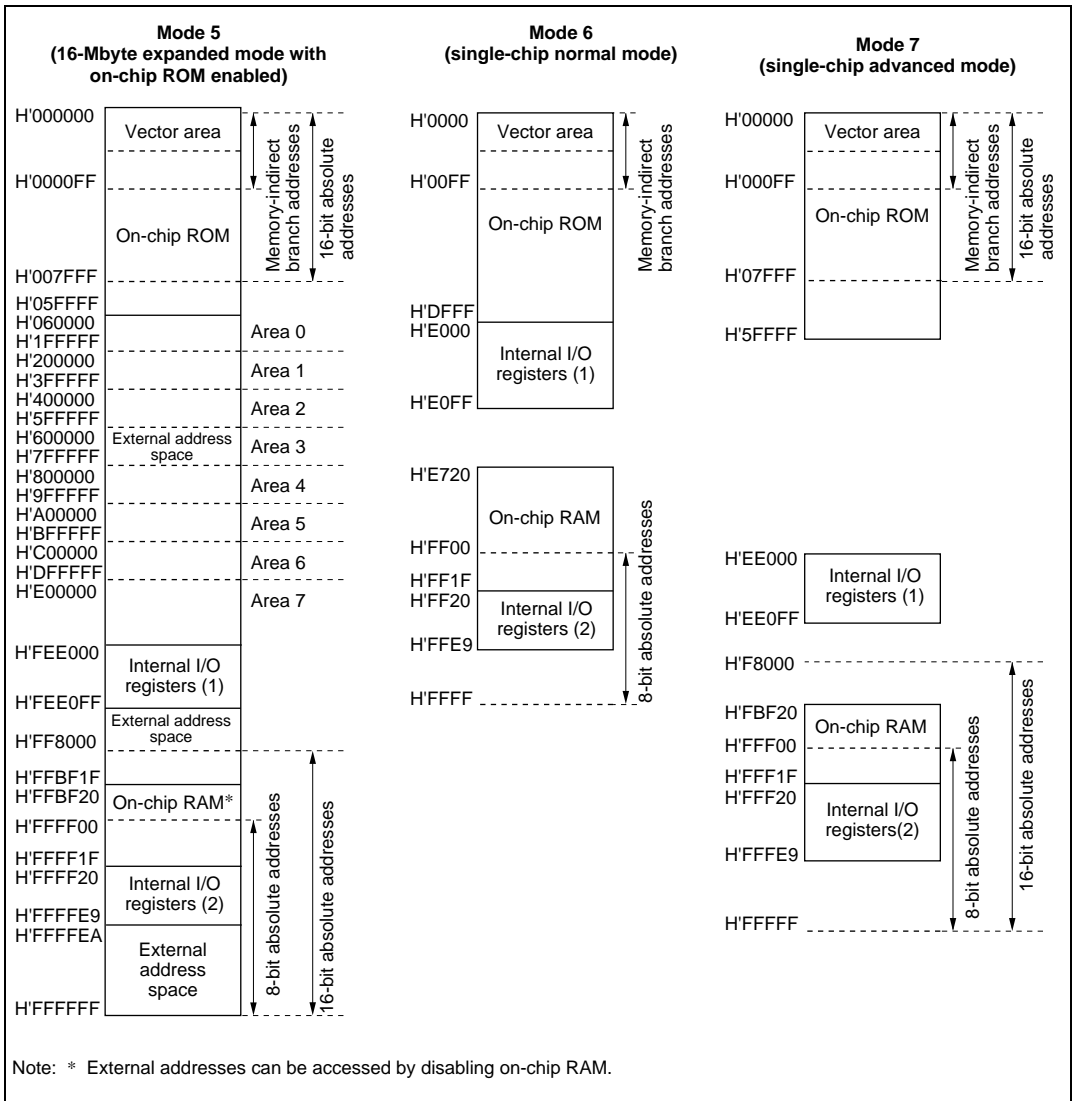 Mode 5
(16-Mbyte expanded mode with
on-chip ROM enabled)
H'000000
Vector area
H'0000FF
On-chip ROM
H'007FFF
H'05FFFF
H'060000
H'1FFFFF
H'200000
H'3FFFFF
H'400000
H'5FFFFF
H'600000
H'7FFFFF
H'800000
H'9FFFFF
H'A00000
H'BFFFFF
H'C00000
H'DFFFFF
H'E00000
External address
space
Area 0
Area 1
Area 2
Area 3
Area 4
Area 5
Area 6
Area 7
H'FEE000
Internal I/O
registers (1)
H'FEE0FF
External address
space
H'FF8000
H'FFBF1F
H'FFBF20
On-chip RAM*
H'FFFF00
H'FFFF1F
H'FFFF20
Internal I/O
registers (2)
H'FFFFE9
H'FFFFEA
External
address
space
H'FFFFFF
Memory-indirect
branch addresses
16-bit absolute
addresses
8-bit absolute addresses
16-bit absolute addresses
Mode 6
(single-chip normal mode)
H'0000
Vector area
H'00FF
On-chip ROM
H'DFFF
H'E000
Internal I/O
registers (1)
H'E0FF
H'E720
On-chip RAM
H'FF00
H'FF1F
H'FF20
Internal I/O
registers (2)
H'FFE9
H'FFFF
Memory-indirect
branch addresses
8-bit absolute addresses
Mode 7
(single-chip advanced mode)
H'00000
Vector area
H'000FF
On-chip ROM
H'07FFF
H'5FFFF
Memory-indirect
branch addresses
16-bit absolute
addresses
H'EE000
Internal I/O
registers (1)
H'EE0FF
H'F8000
H'FBF20
On-chip RAM
H'FFF00
H'FFF1F
H'FFF20
Internal I/O
registers(2)
H'FFFE9
H'FFFFF
8-bit absolute addresses
16-bit absolute addresses
Note: * External addresses can be accessed by disabling on-chip RAM.